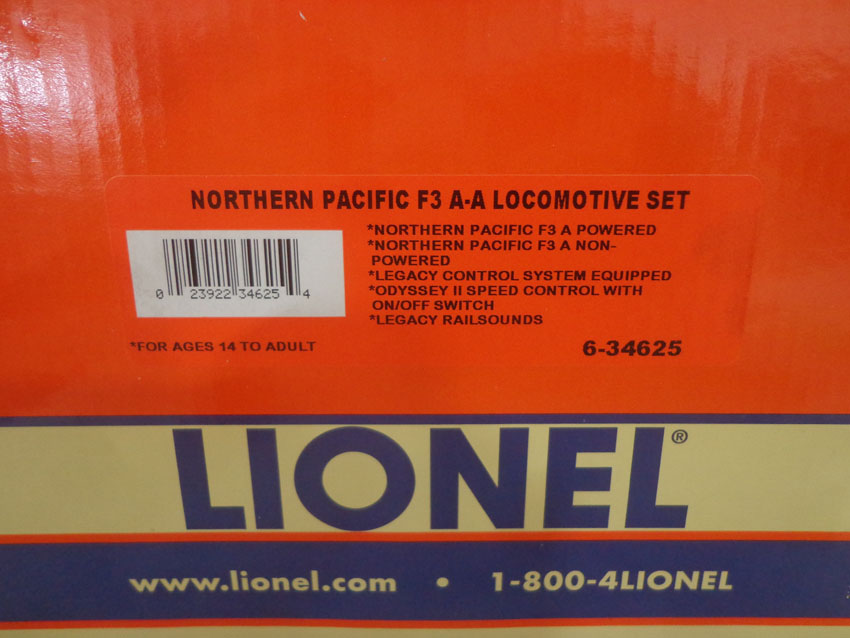 NORTHERN PACIFIC F3 A-A LOCOMOTIVE SET
*NORTHERN PACIFIC F3 A POWERED
*NORTHERN PACIFIC F3 A NON-
POWERED
*LEGACY CONTROL SYSTEM EQUIPPED
*ODYSSEY II SPEED CONTROL WITH
ON/OFF SWITCH
*LEGACY RAILSOUNDS
0 23922 34625 4
*FOR AGES 14 TO ADULT
6-34625
LIONEL®
www.lionel.com • 1-800-4LIONEL